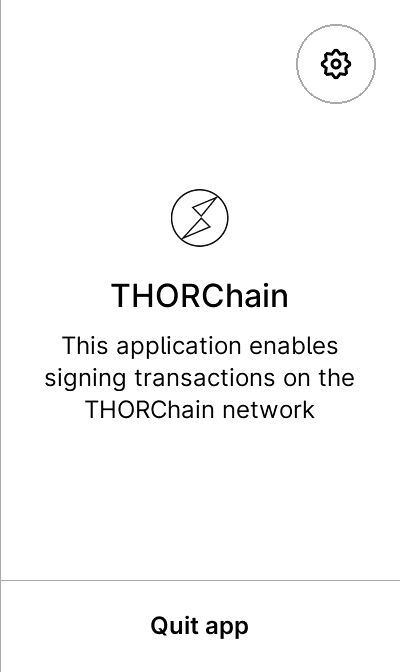 THORChain
This application enables
signing transactions on the
THORChain network
Quit app